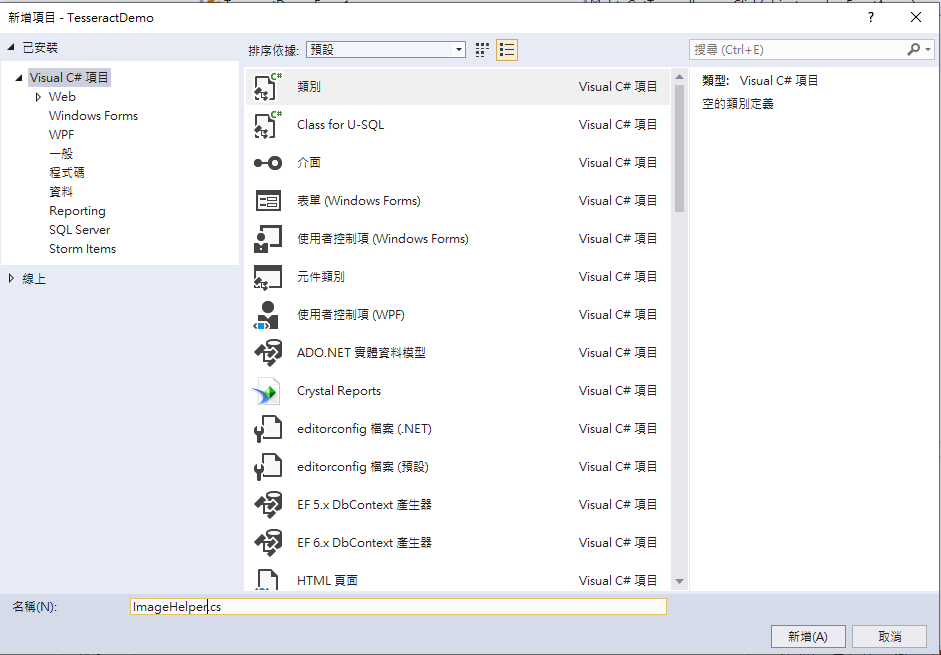 新增項目 - TesseractDemo
?
已安裝
排序依據:
預設
搜尋 (Ctrl+E)
Visual C# 項目
Web
Windows Forms
WPF
一般
程式碼
資料
Reporting
SQL Server
Storm Items
線上
類別 Visual C# 項目
Class for U-SQL Visual C# 項目
介面 Visual C# 項目
表單 (Windows Forms) Visual C# 項目
使用者控制項 (Windows Forms) Visual C# 項目
元件類別 Visual C# 項目
使用者控制項 (WPF) Visual C# 項目
ADO.NET 實體資料模型 Visual C# 項目
Crystal Reports Visual C# 項目
editorconfig 檔案 (.NET) Visual C# 項目
editorconfig 檔案 (預設) Visual C# 項目
EF 5.x DbContext 產生器 Visual C# 項目
EF 6.x DbContext 產生器 Visual C# 項目
HTML 頁面 Visual C# 項目
類型: Visual C# 項目
空的類別定義
名稱(N):
ImageHelper.cs
新增(A)
取消